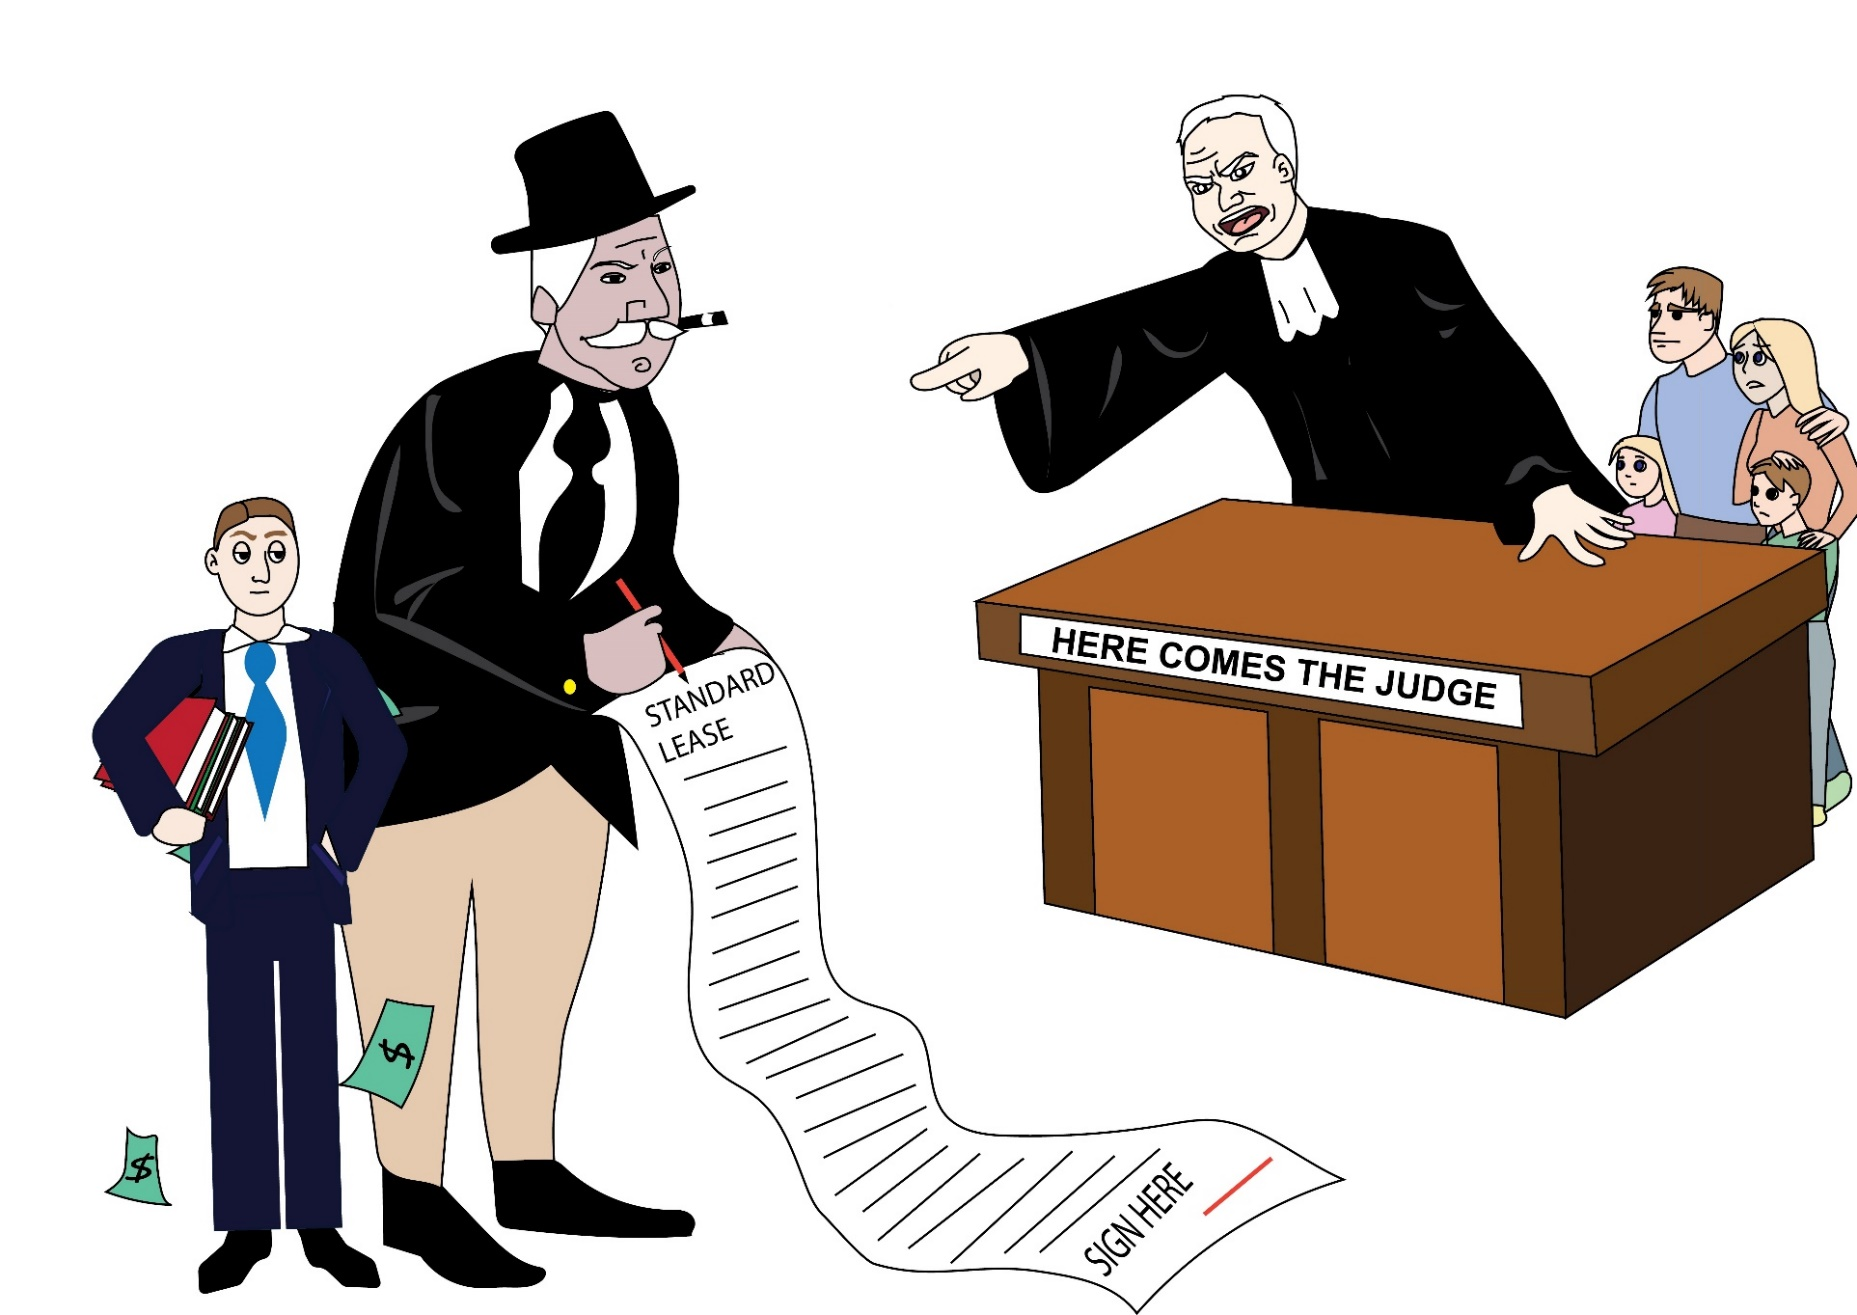 STANDARD
LEASE
HERE COMES THE JUDGE
$
$
SIGN HERE